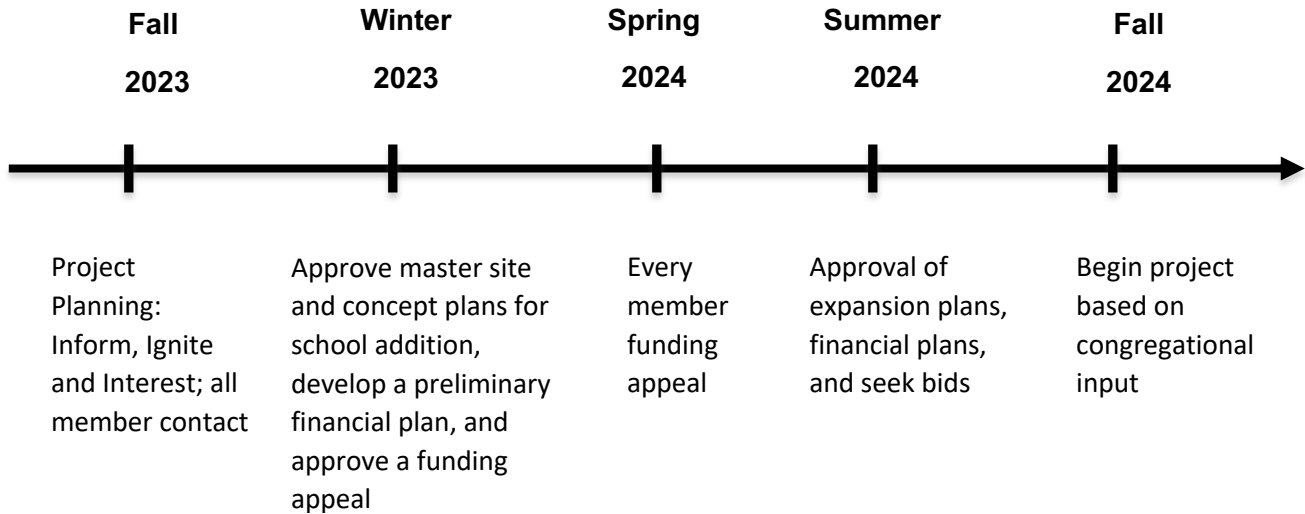 Fall
2023
Winter
2023
Spring
2024
Summer
2024
Fall
2024
Project
Planning:
Inform, Ignite
and Interest; all
member contact
Approve master site
and concept plans for
school addition,
develop a preliminary
financial plan, and
approve a funding
appeal
Every
member
funding
appeal
Approval of
expansion plans,
financial plans,
and seek bids
Begin project
based on
congregational
input